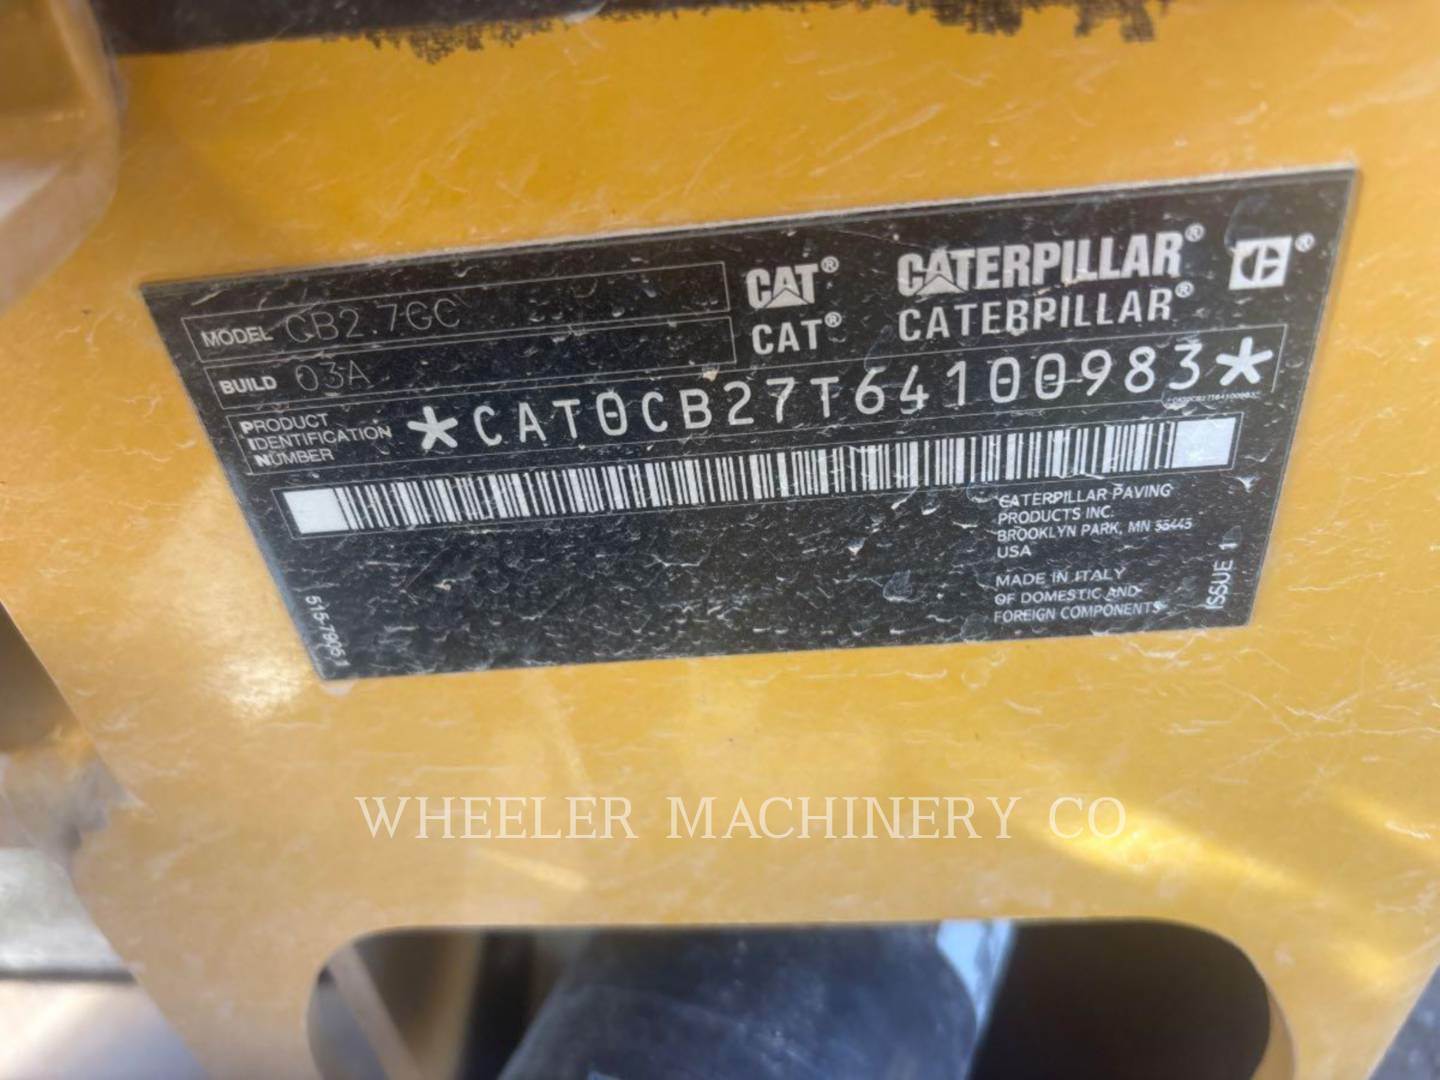 MODEL CB2.7GC
BUILD 03A
PRODUCT
IDENTIFICATION
NUMBER
*CAT0CB27T64100983*
CAT® CATERPILLAR®
CAT® CATERPILLAR®
CATERPILLAR PAVING
PRODUCTS INC.
BROOKLYN PARK, MN 55445
USA
MADE IN ITALY
OF DOMESTIC AND
FOREIGN COMPONENTS
ISSUE 1
WHEELER MACHINERY CO